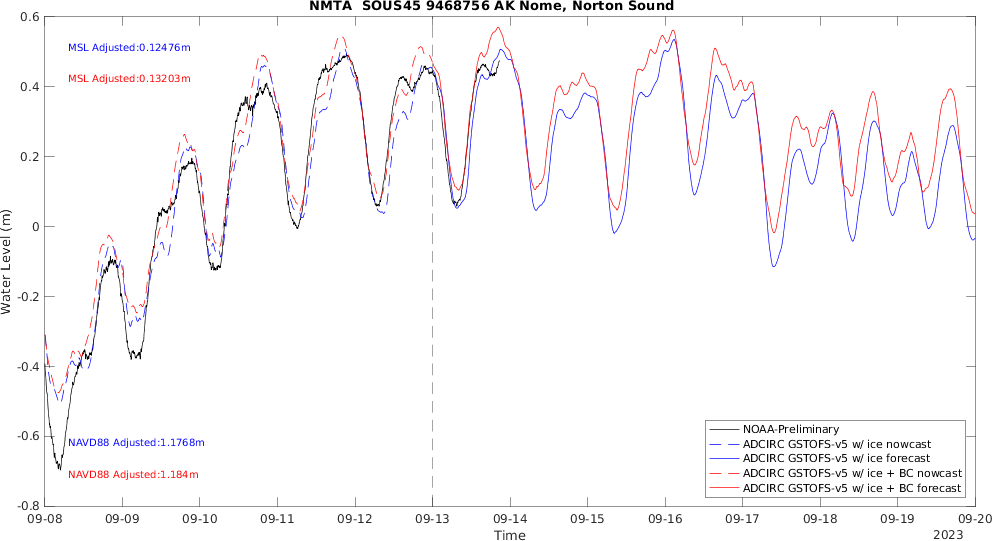 NMTA  SOUS45 9468756 AK Nome, Norton Sound
0.6
MSL Adjusted:0.12476m
MSL Adjusted:0.13203m
0.4
0.2
0
-0.2
-0.4
-0.6
-0.8
Water Level (m)
NAVD88 Adjusted:1.1768m
NAVD88 Adjusted:1.184m
NOAA-Preliminary
ADCIRC GSTOFS-v5 w/ ice nowcast
ADCIRC GSTOFS-v5 w/ ice forecast
ADCIRC GSTOFS-v5 w/ ice + BC nowcast
ADCIRC GSTOFS-v5 w/ ice + BC forecast
09-08 09-09 09-10 09-11 09-12 09-13 09-14 09-15 09-16 09-17 09-18 09-19 09-20
Time
2023